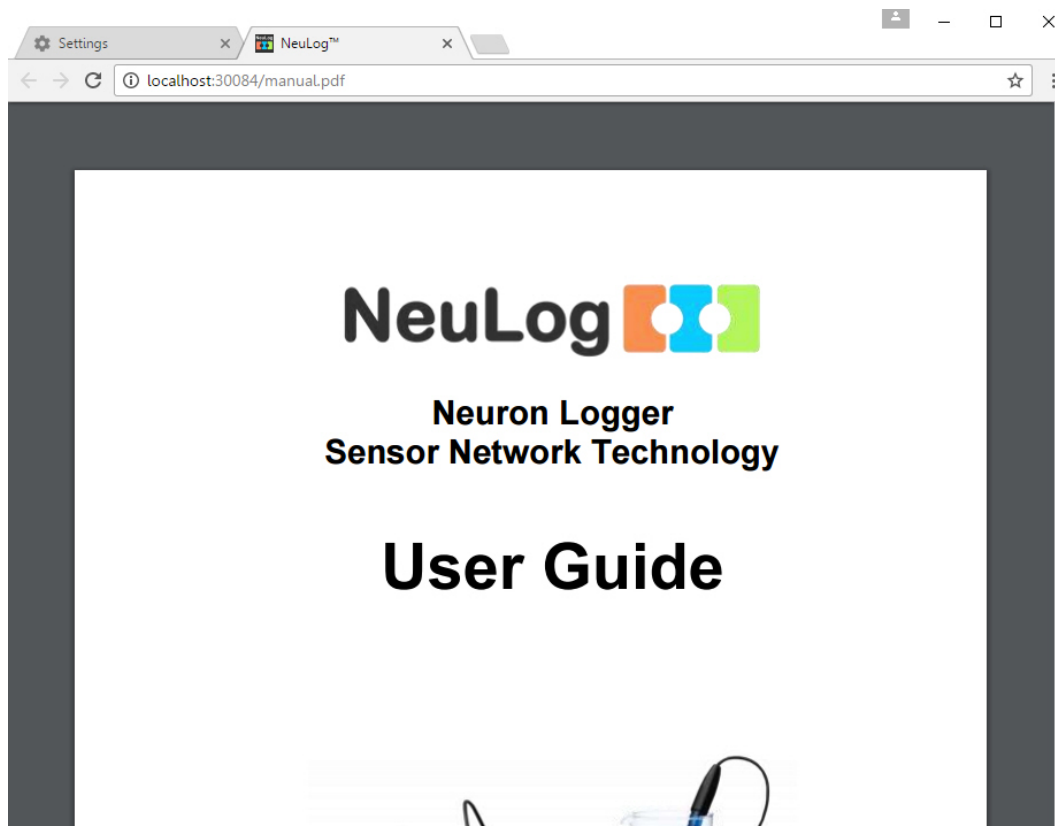 Settings
NeuLog™
localhost:30084/manual.pdf
NeuLog
Neuron Logger
Sensor Network Technology
User Guide